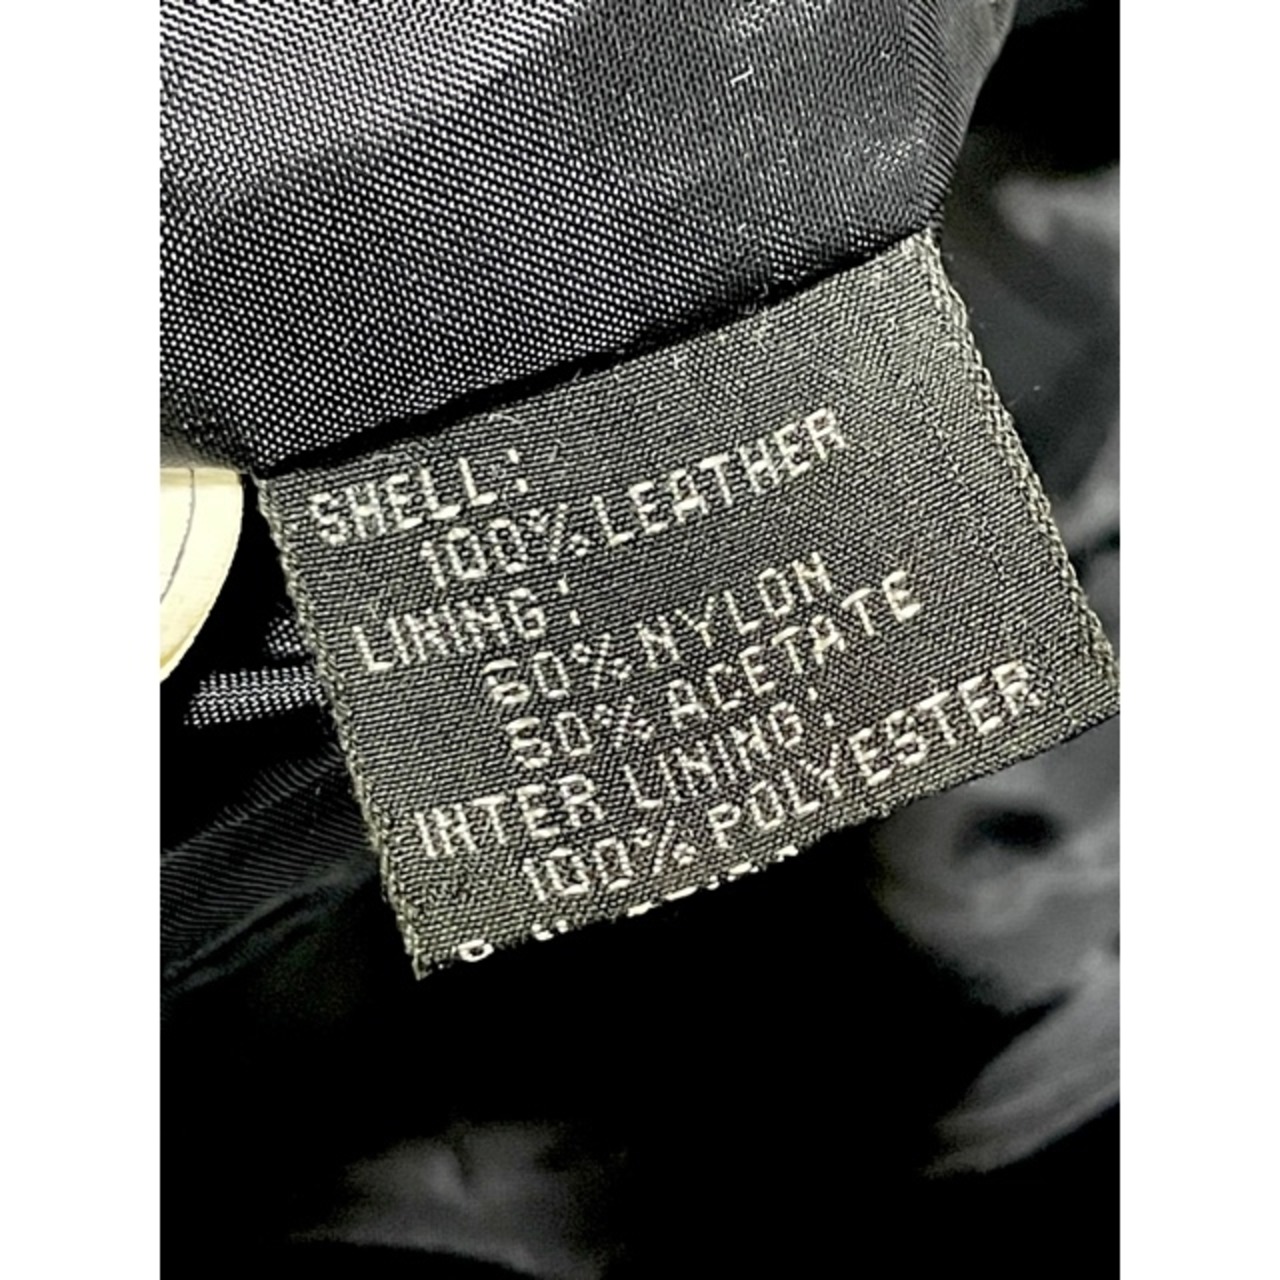 SHELL:
100% LEATHER
LINING:
50% NYLON
50% ACETATE
INTER LINING:
100% POLYESTER